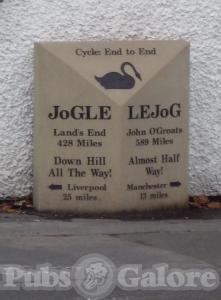 Cycle: End to End
JoGLE
Land's End
428 Miles
Down Hill
All The Way!
Liverpool
25 miles
LEJoG
John O'Groats
589 Miles
Almost Half
Way!
Manchester
13 miles
Pubs Galore